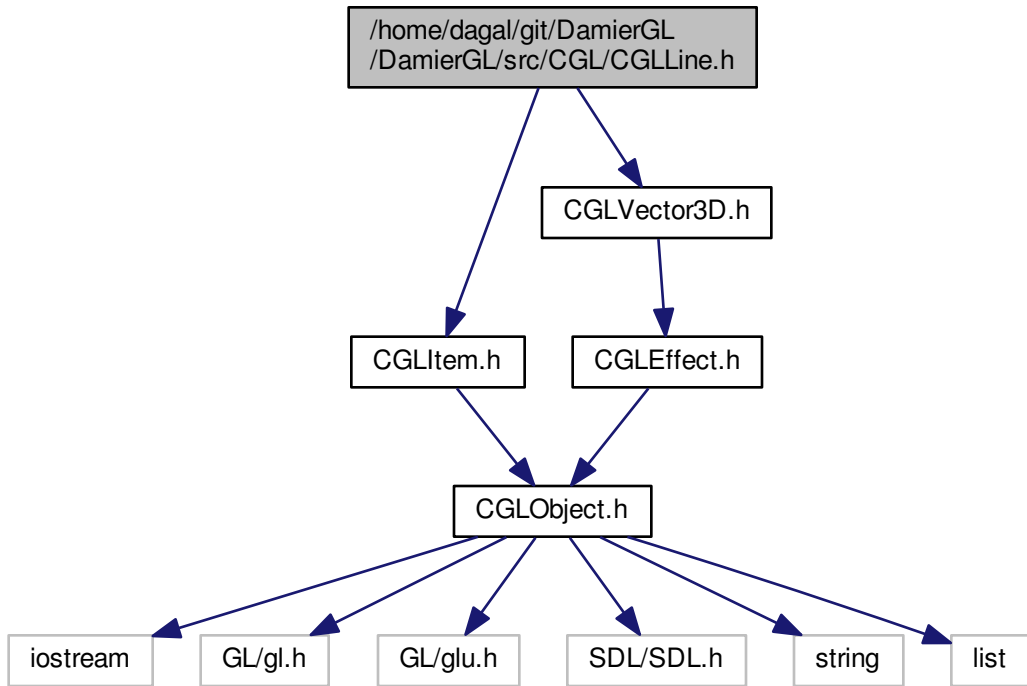 /home/dagal/git/DamierGL
/DamierGL/src/CGL/CGLLine.h
CGLVector3D.h
CGLItem.h
CGLEffect.h
CGLObject.h
iostream
GL/gl.h
GL/glu.h
SDL/SDL.h
string
list